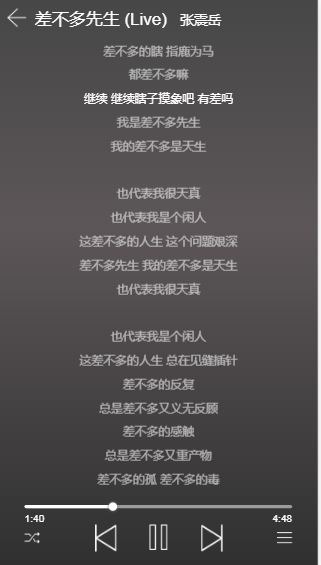 差不多先生 (Live) 张震岳
差不多的瞎 指鹿为马
都差不多嘛
继续 继续瞎子摸象吧 有差吗
我是差不多先生
我的差不多是天生
也代表我很天真
也代表我是个闲人
这差不多的人生 这个问题艰深
差不多先生 我的差不多是天生
也代表我很天真
也代表我是个闲人
这差不多的人生 总在见缝插针
差不多的反复
总是差不多又义无反顾
差不多的感触
总是差不多又重产物
差不多的孤 差不多的毒
1:40
4:48